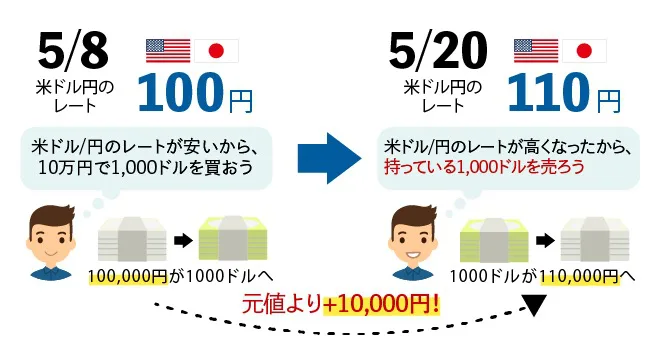 5/8
米ドル円の
レート
100円
米ドル/円のレートが安いから、
10万円で1,000ドルを買おう
100,000円が1000ドルへ
5/20
米ドル円の
レート
110円
米ドル/円のレートが高くなったから、
持っている1,000ドルを売ろう
1000ドルが110,000円へ
元値より+10,000円!